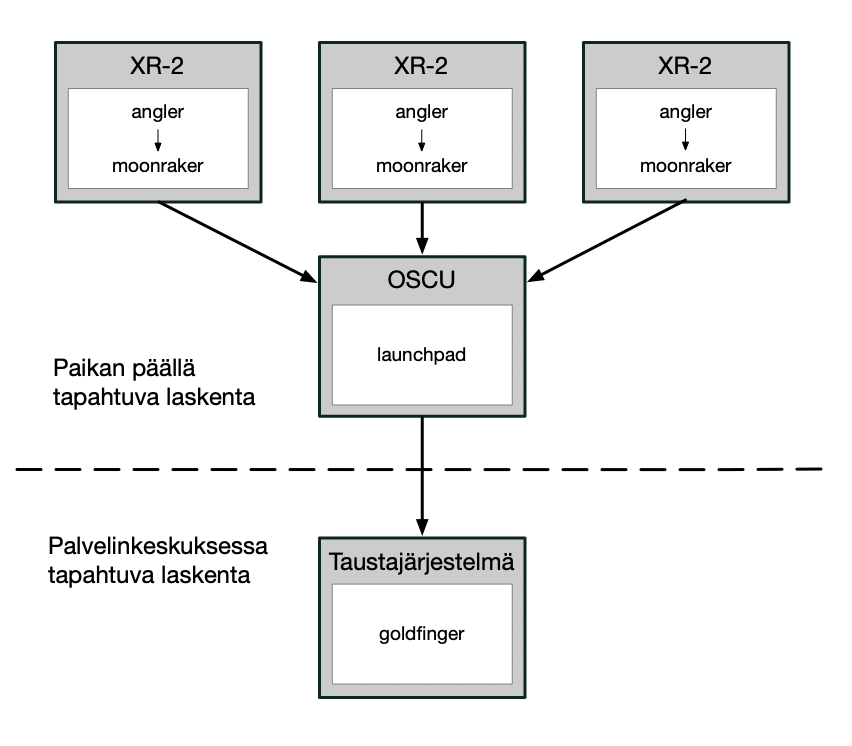 XR-2
angler
moonraker
XR-2
angler
moonraker
XR-2
angler
moonraker
OSCU
launchpad
Paikan päällä
tapahtuva laskenta
Palvelinkeskuksessa
tapahtuva laskenta
Taustajärjestelmä
goldfinger